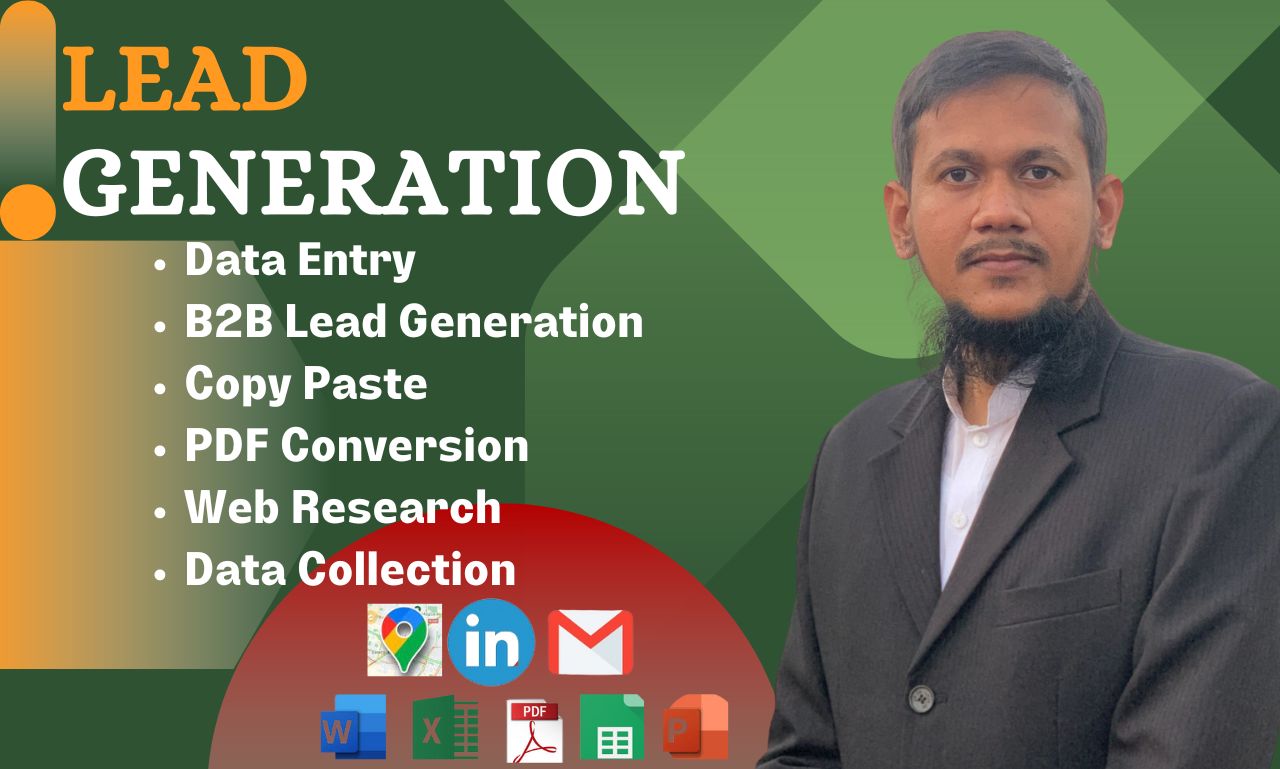 LEAD
GENERATION
• Data Entry
• B2B Lead Generation
• Copy Paste
• PDF Conversion
• Web Research
• Data Collection
in
W
X
PDF
P